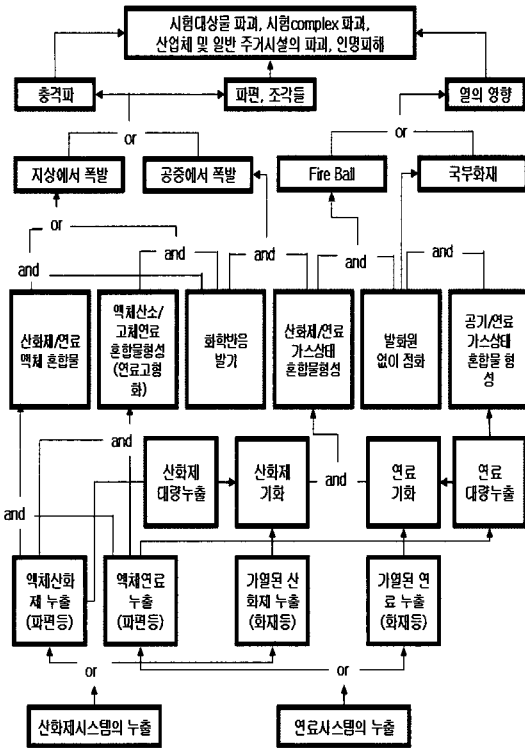 시험대상물 파괴, 시험complex 파괴,
산업체 및 일반 주거시설의 파괴, 인명피해
충격파
파편, 조각들
열의 영향
or
or
지상에서 폭발
공중에서 폭발
Fire Ball
국부화재
or
and
and
and
and
and
and
산화제/연료
액체 혼합물
액체산소/
고체연료
혼합물형성
(연료고형
화)
화학반응
발기
산화제/연료
가스상태
혼합물형성
발화원
없이 점화
공기/연료
가스상태
혼합물 형
성
and
산화제
대량누출
산화제
기화
and
연료
기화
연료
대량누출
and
액체산화
제 누출
(파편등)
액체연료
누출
(파편등)
가열된 산
화제 누출
(화재등)
가열된 연
료 누출
(화재등)
or
or
산화제시스템의 누출
연료시스템의 누출